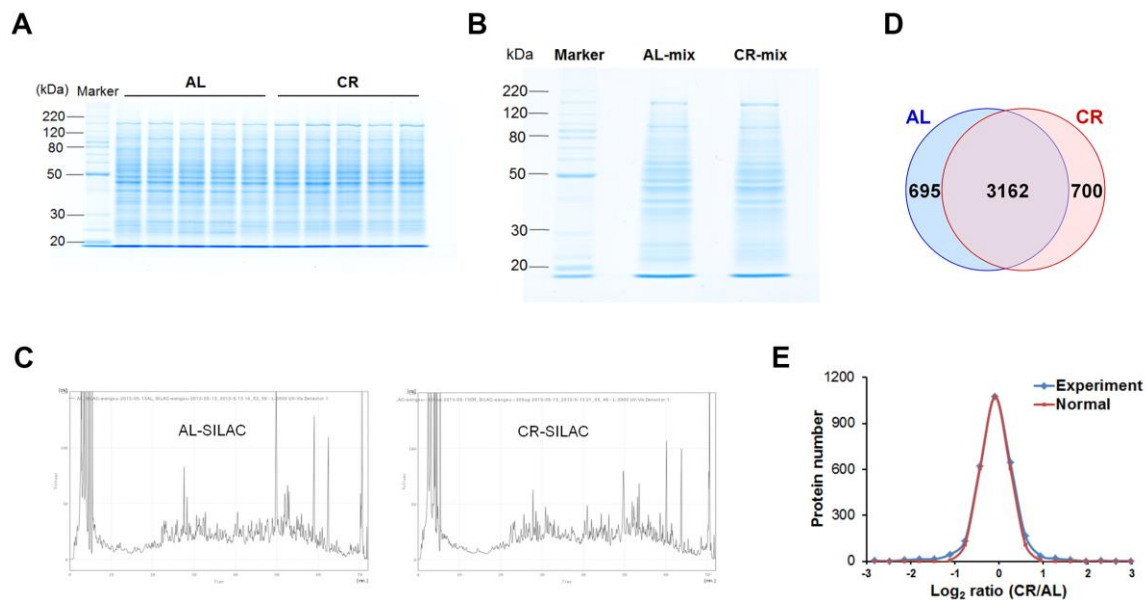 A
AL CR
(kDa) Marker
220
120
80
50
30
20
B
kDa Marker AL-mix CR-mix
220
120
80
50
30
20
D
AL CR
695 3162 700
C
AL-SILAC
CR-SILAC
E
Experiment
Normal
Protein number
1200
900
600
300
0
-3 -2 -1 0 1 2 3
Log2 ratio (CR/AL)